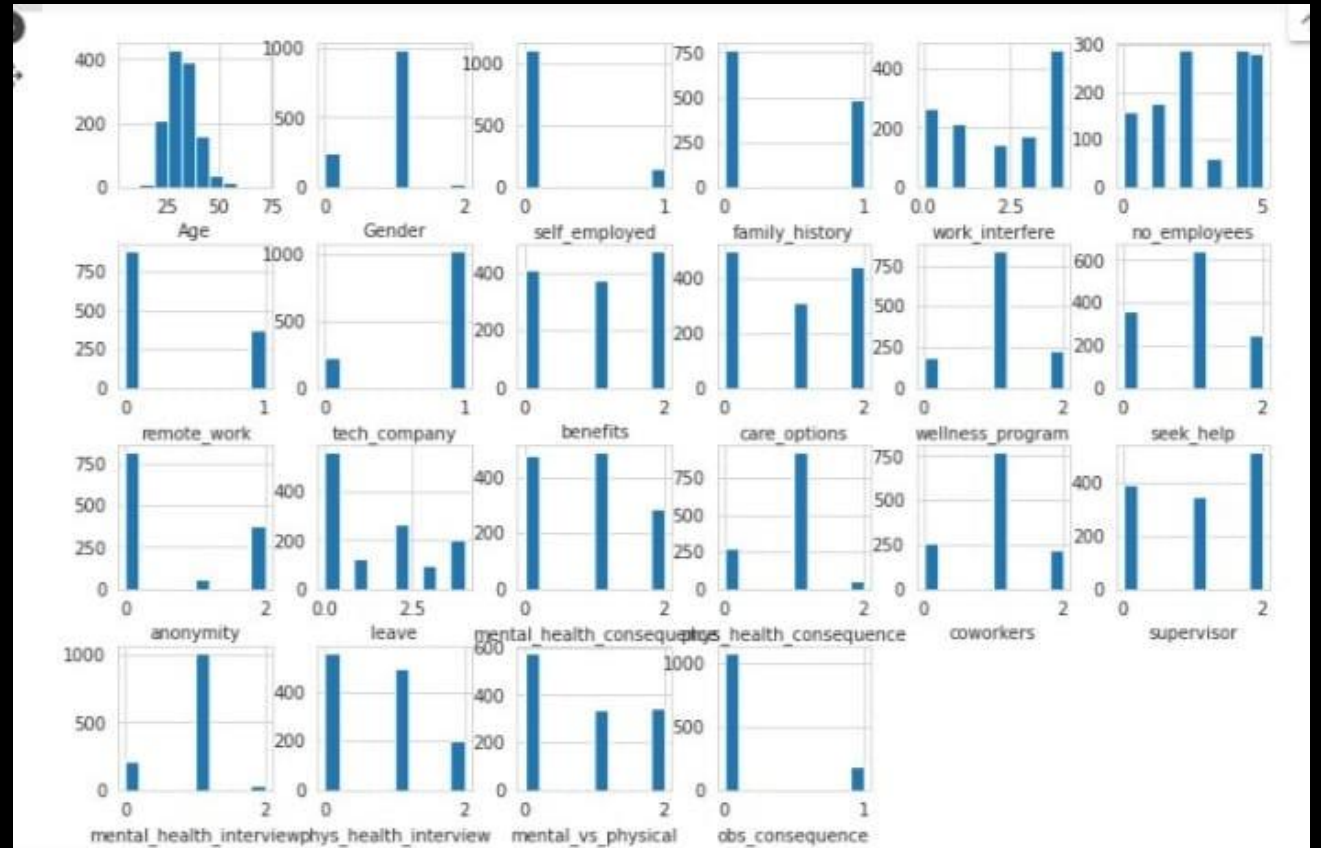 400 200 0 25 50 75 Age
1000 500 0 0 2 Gender
1000 500 0 0 1 self_employed
750 500 250 0 0 1 family_history
400 200 0 0.0 2.5 work_interfere
300 200 100 0 0 5 no_employees
750 500 250 0 0 1 remote_work
1000 500 0 0 1 tech_company
400 200 0 0 2 benefits
400 200 0 0 2 care_options
750 500 250 0 0 2 wellness_program
600 400 200 0 0 2 seek_help
750 500 250 0 0 2 anonymity
400 200 0 0.0 2.5 leave
400 200 0 0 2 mental_health_consequence
750 500 250 0 0 2 phys_health_consequence
750 500 250 0 0 2 coworkers
400 200 0 0 2 supervisor
1000 500 0 0 2 mental_health_interview
400 200 0 0 2 phys_health_interview
600 400 200 0 0 2 mental_vs_physical
1000 500 0 0 1 obs_consequence